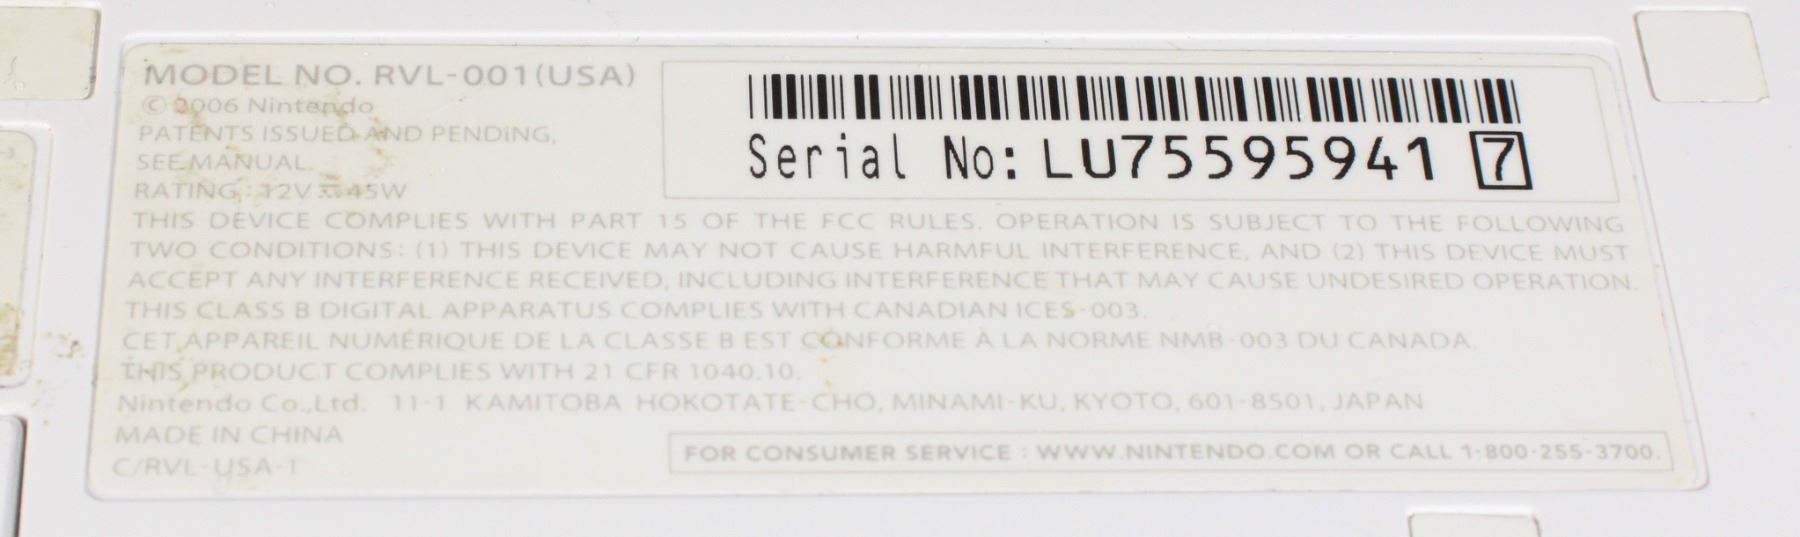 MODEL NO. RVL-001(USA)
© 2006 Nintendo
PATENTS ISSUED AND PENDING,
SEE MANUAL.
RATING: 12V ⎓ 45W
Serial No: LU75595941 7
THIS DEVICE COMPLIES WITH PART 15 OF THE FCC RULES. OPERATION IS SUBJECT TO THE FOLLOWING
TWO CONDITIONS: (1) THIS DEVICE MAY NOT CAUSE HARMFUL INTERFERENCE, AND (2) THIS DEVICE MUST
ACCEPT ANY INTERFERENCE RECEIVED, INCLUDING INTERFERENCE THAT MAY CAUSE UNDESIRED OPERATION.
THIS CLASS B DIGITAL APPARATUS COMPLIES WITH CANADIAN ICES-003.
CET APPAREIL NUMÉRIQUE DE LA CLASSE B EST CONFORME À LA NORME NMB-003 DU CANADA.
THIS PRODUCT COMPLIES WITH 21 CFR 1040.10.
Nintendo Co.,Ltd. 11-1 KAMITOBA HOKOTATE-CHO, MINAMI-KU, KYOTO, 601-8501, JAPAN
MADE IN CHINA
C/RVL-USA-1
FOR CONSUMER SERVICE : WWW.NINTENDO.COM OR CALL 1-800-255-3700.